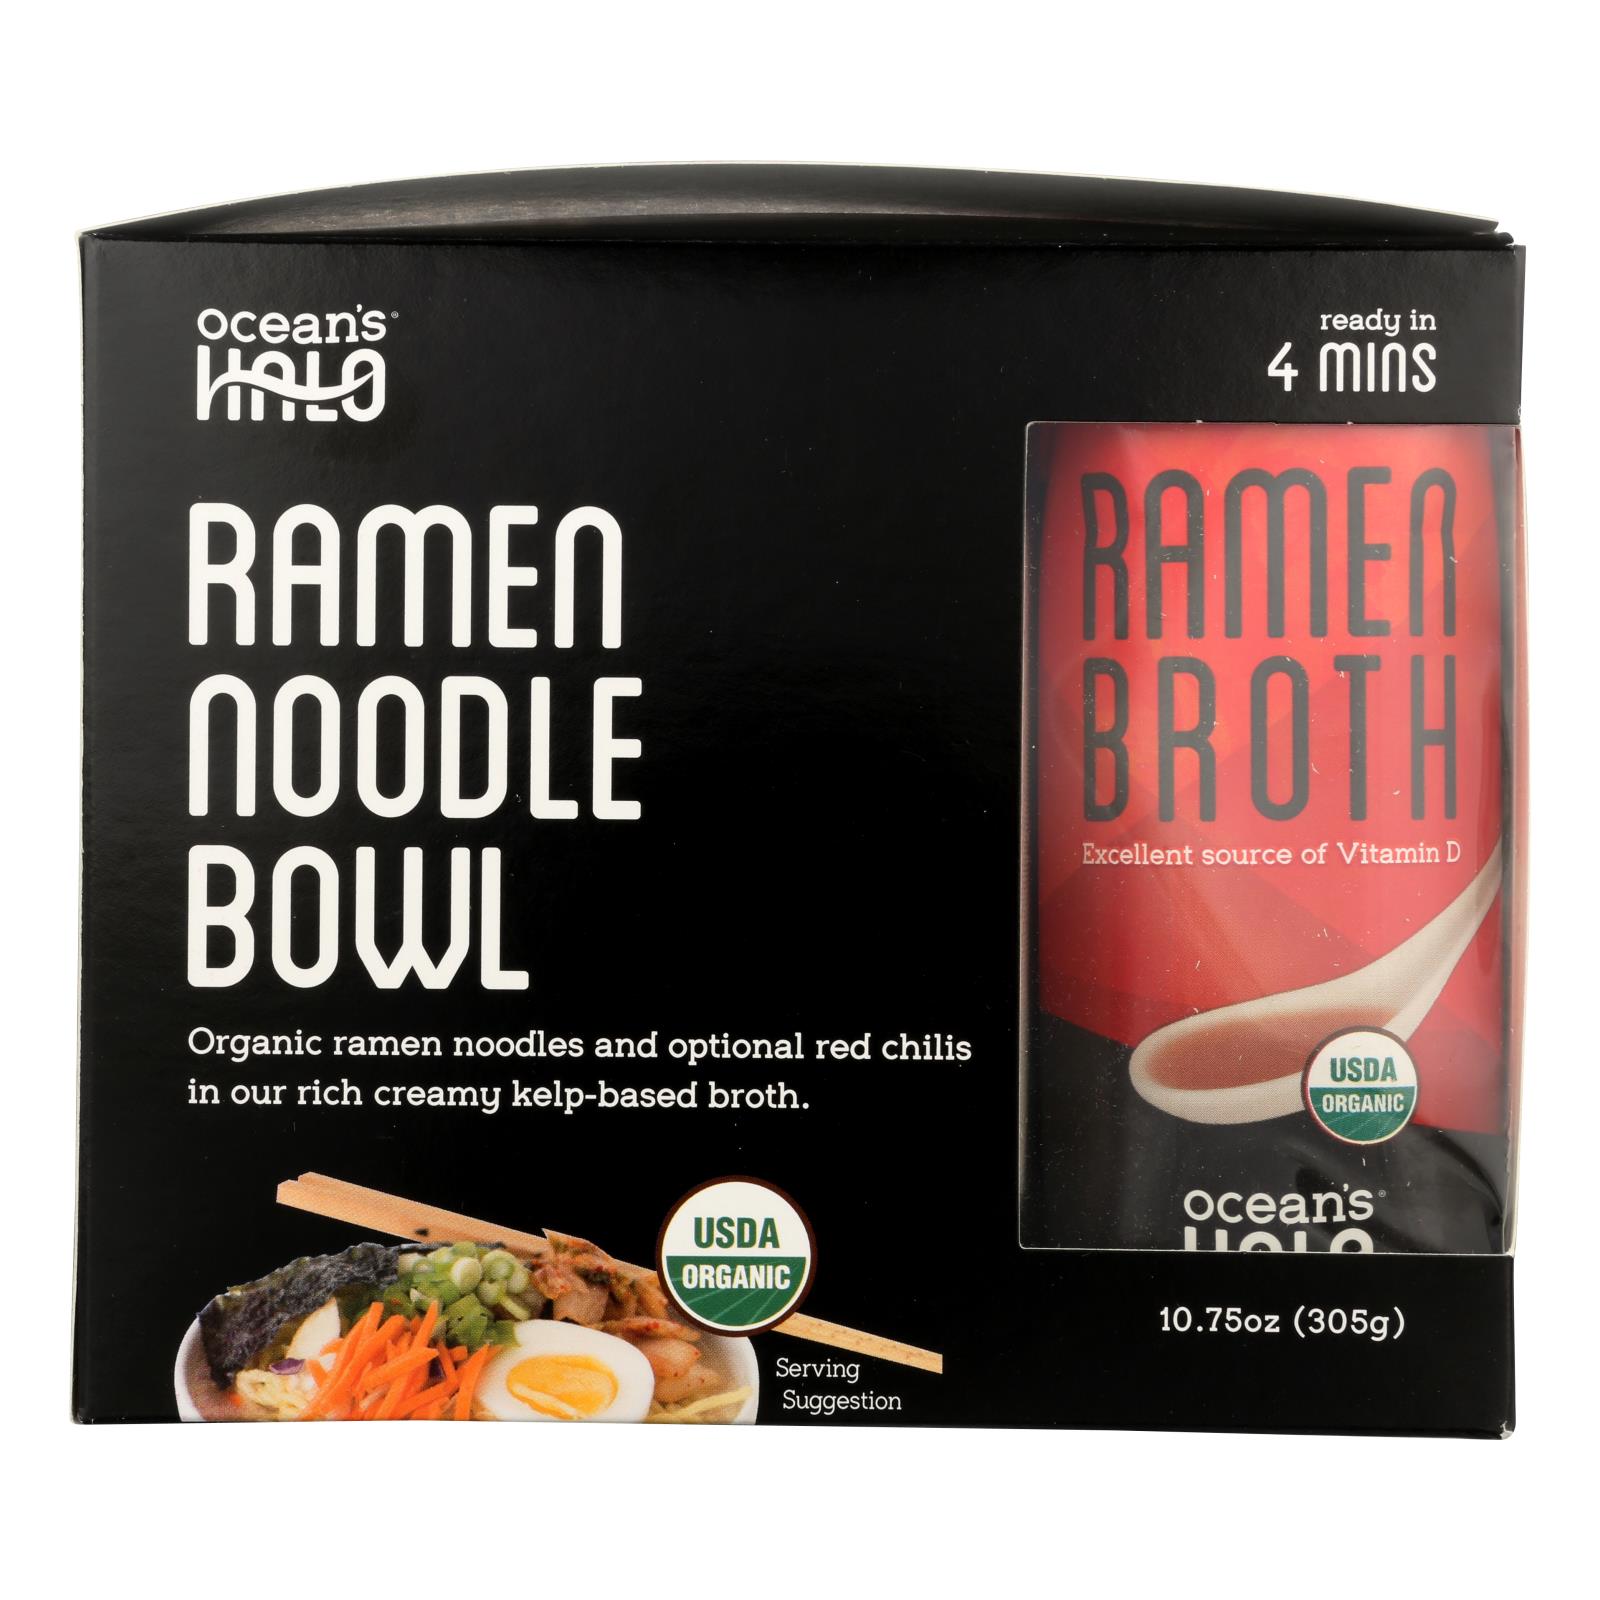 ocean's®
HALO
ready in
4 MINS
RAMEN
NOODLE
BOWL
Organic ramen noodles and optional red chilis
in our rich creamy kelp-based broth.
USDA
ORGANIC
Serving
Suggestion
RAMEN
BROTH
Excellent source of Vitamin D
USDA
ORGANIC
ocean's®
HALO
10.75oz (305g)